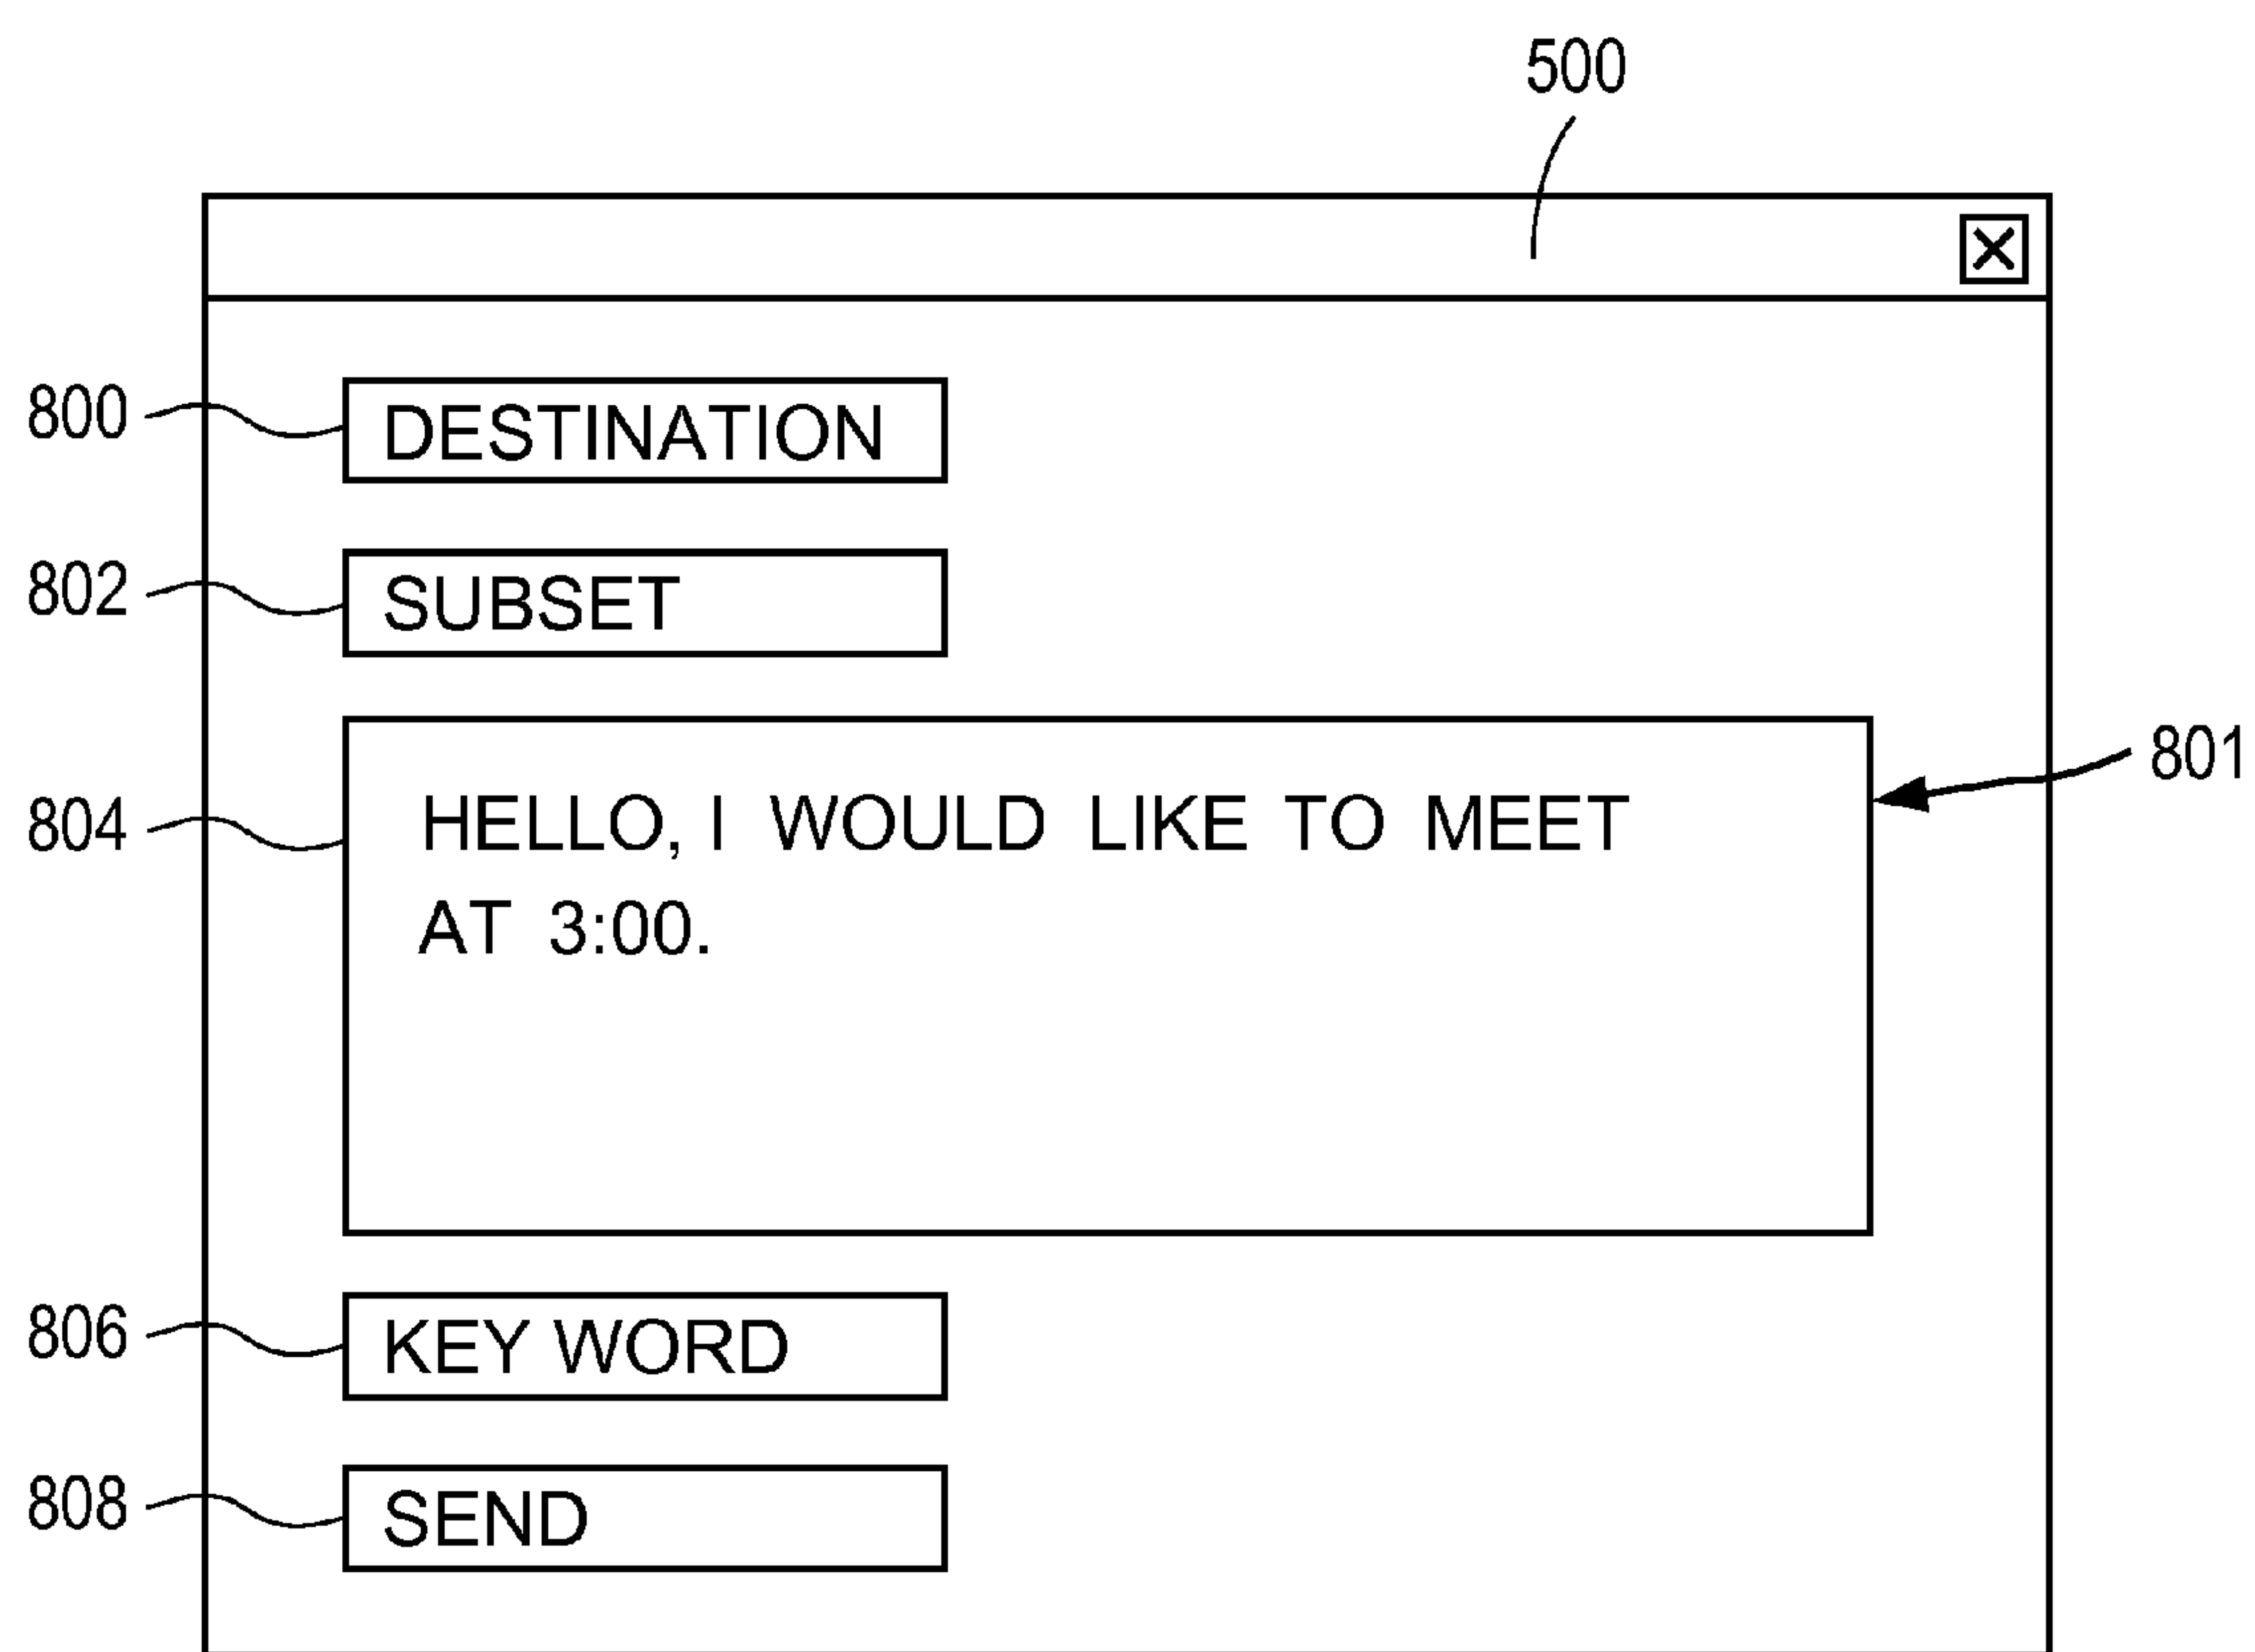 500
800 DESTINATION
802 SUBSET
801
804 HELLO, I WOULD LIKE TO MEET
AT 3:00.
806 KEY WORD
808 SEND